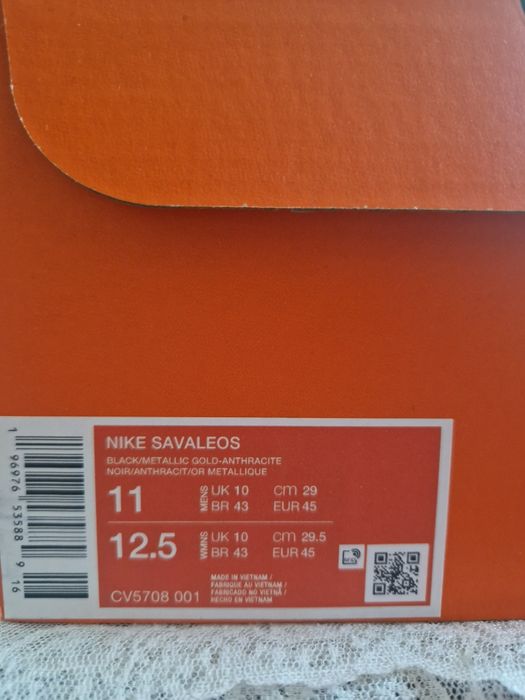 NIKE SAVALEOS
BLACK/METALLIC GOLD-ANTHRACITE
NOIR/ANTHRACIT/OR METALLIQUE
11 MENS UK 10 CM 29
BR 43 EUR 45
12.5 WMNS UK 10 CM 29.5
BR 43 EUR 45
CV5708 001
MADE IN VIETNAM /
FABRIQUE AU VIETNAM /
FABRICADO NO VIETNÃ /
HECHO EN VIETNAM
1 96976 53588 9 16